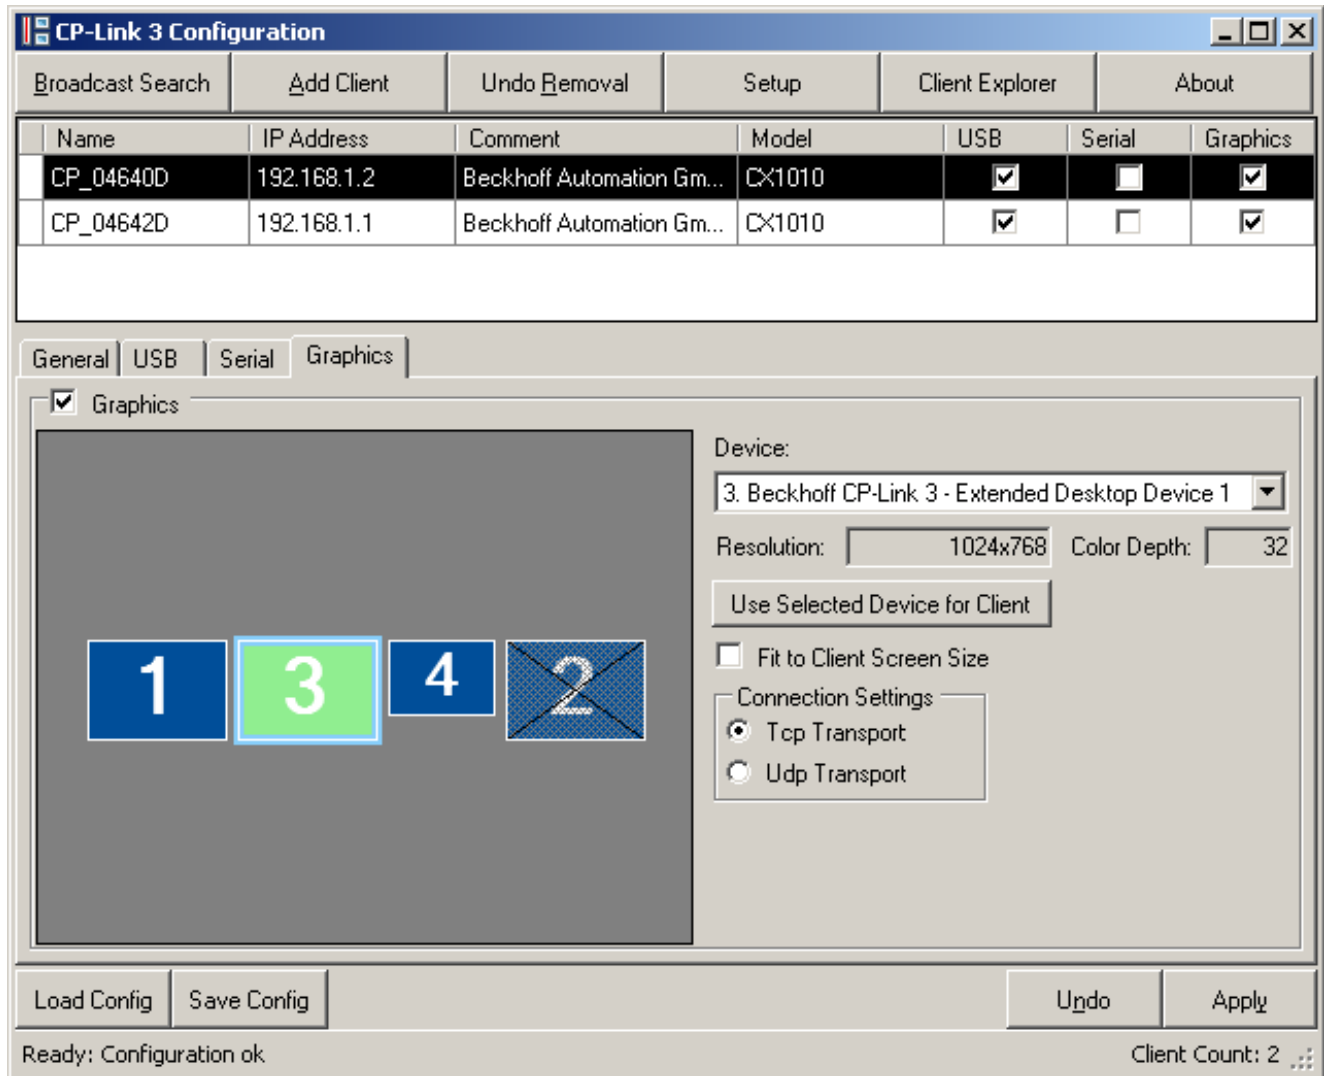 CP-Link 3 Configuration
Broadcast Search Add Client Undo Removal Setup Client Explorer About
Name IP Address Comment Model USB Serial Graphics
CP_04640D 192.168.1.2 Beckhoff Automation Gm... CX1010
CP_04642D 192.168.1.1 Beckhoff Automation Gm... CX1010
General USB Serial Graphics
Graphics
Device:
3. Beckhoff CP-Link 3 - Extended Desktop Device 1
Resolution: 1024x768 Color Depth: 32
Use Selected Device for Client
Fit to Client Screen Size
Connection Settings
Tcp Transport
Udp Transport
1 3 4 2
Load Config Save Config Undo Apply
Ready: Configuration ok Client Count: 2